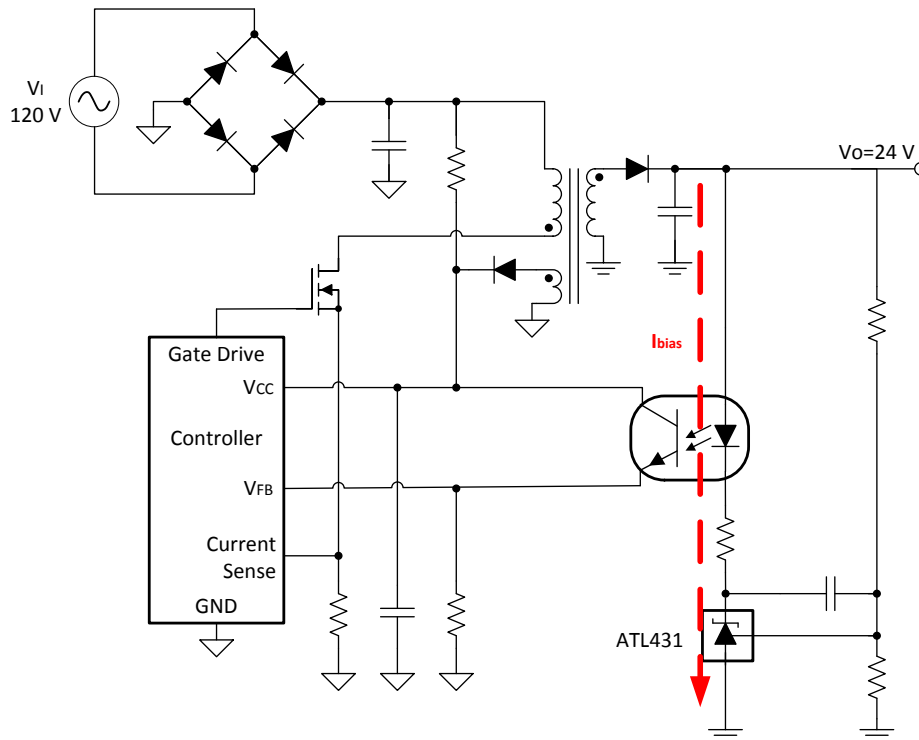 VI
120 V
Vo=24 V
Ibias
Gate Drive
VCC
Controller
VFB
Current
Sense
GND
ATL431